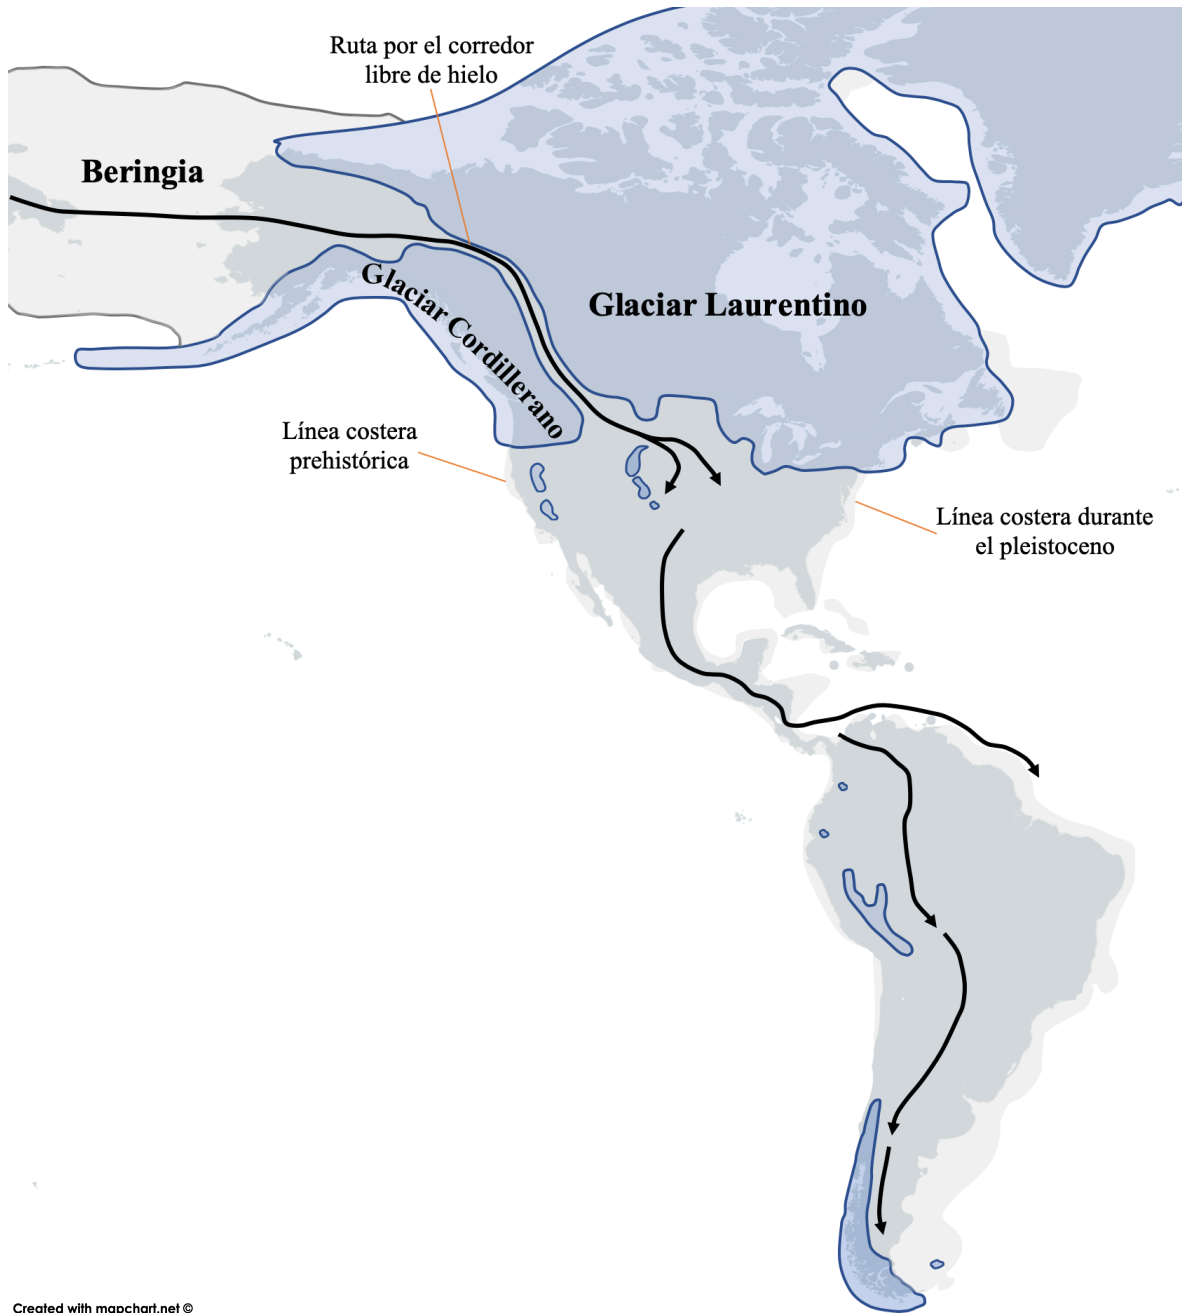 Ruta por el corredor
libre de hielo
Beringia
Glaciar Laurentino
Glaciar Cordillerano
Línea costera
prehistórica
Línea costera durante
el pleistoceno
Created with mapchart.net ©